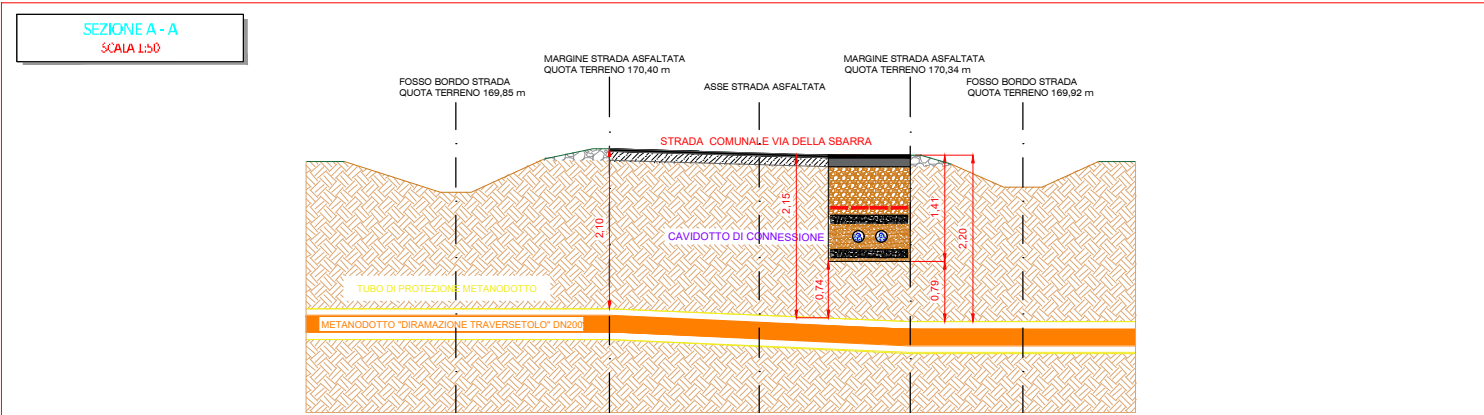 SEZIONE A - A
SCALA 1:50
FOSSO BORDO STRADA
QUOTA TERRENO 169,85 m
MARGINE STRADA ASFALTATA
QUOTA TERRENO 170,40 m
ASSE STRADA ASFALTATA
MARGINE STRADA ASFALTATA
QUOTA TERRENO 170,34 m
FOSSO BORDO STRADA
QUOTA TERRENO 169,92 m
STRADA COMUNALE VIA DELLA SBARRA
2,10
2,15
1,41
2,20
CAVIDOTTO DI CONNESSIONE
0,74
0,79
TUBO DI PROTEZIONE METANODOTTO
METANODOTTO "DIRAMAZIONE TRAVERSETOLO" DN200"